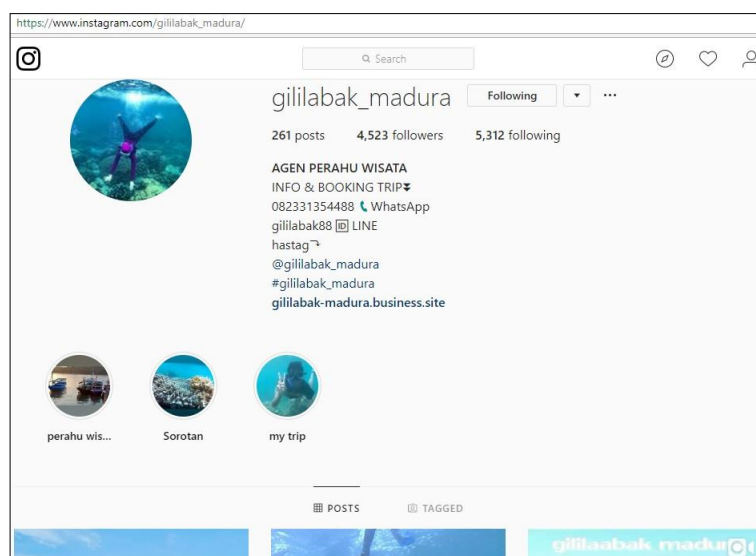 https://www.instagram.com/gililabak_madura/
Search
gililabak_madura Following
261 posts 4,523 followers 5,312 following
AGEN PERAHU WISATA
INFO & BOOKING TRIP⏬
082331354488 📞 WhatsApp
gililabak88 🆔 LINE
hastag⤵
@gililabak_madura
#gililabak_madura
gililabak-madura.business.site
perahu wis... Sorotan my trip
POSTS TAGGED
gililaabak madur